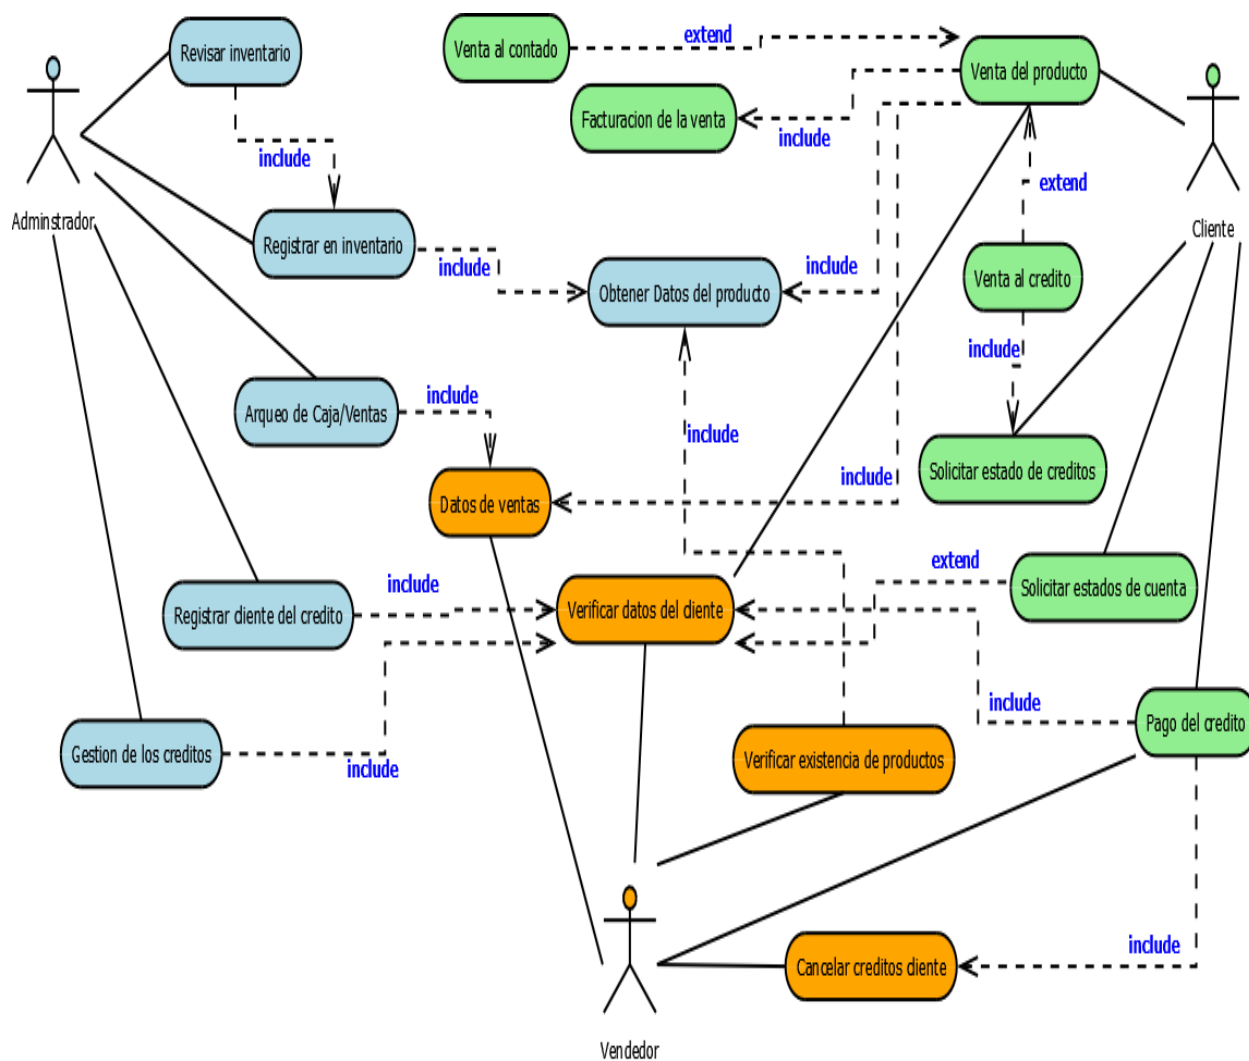 Revisar inventario
Venta al contado
extend
Venta del producto
Facturacion de la venta
include
include
Adminstrador
Registrar en inventario
include
Obtener Datos del producto
include
extend
Cliente
Venta al credito
include
Arqueo de Caja/Ventas
include
include
Solicitar estado de creditos
Datos de ventas
include
Registrar cliente del credito
include
Verificar datos del cliente
extend
Solicitar estados de cuenta
Gestion de los creditos
include
Verificar existencia de productos
include
Pago del credito
Cancelar creditos cliente
include
Vendedor